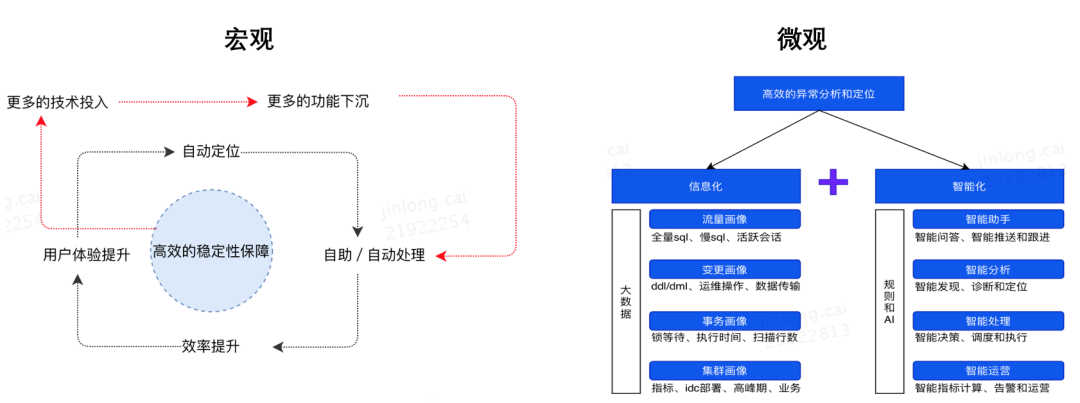 宏观
更多的技术投入
更多的功能下沉
自动定位
用户体验提升
高效的稳定性保障
自助 / 自动处理
效率提升
微观
高效的异常分析和定位
信息化
智能化
大数据
流量画像
全量sql、慢sql、活跃会话
变更画像
ddl/dml、运维操作、数据传输
事务画像
锁等待、执行时间、扫描行数
集群画像
指标、idc部署、高峰期、业务
规则和AI
智能助手
智能问答、智能推送和跟进
智能分析
智能发现、诊断和定位
智能处理
智能决策、调度和执行
智能运营
智能指标计算、告警和运营
jinlong.cai
21922254
jinlong.cai